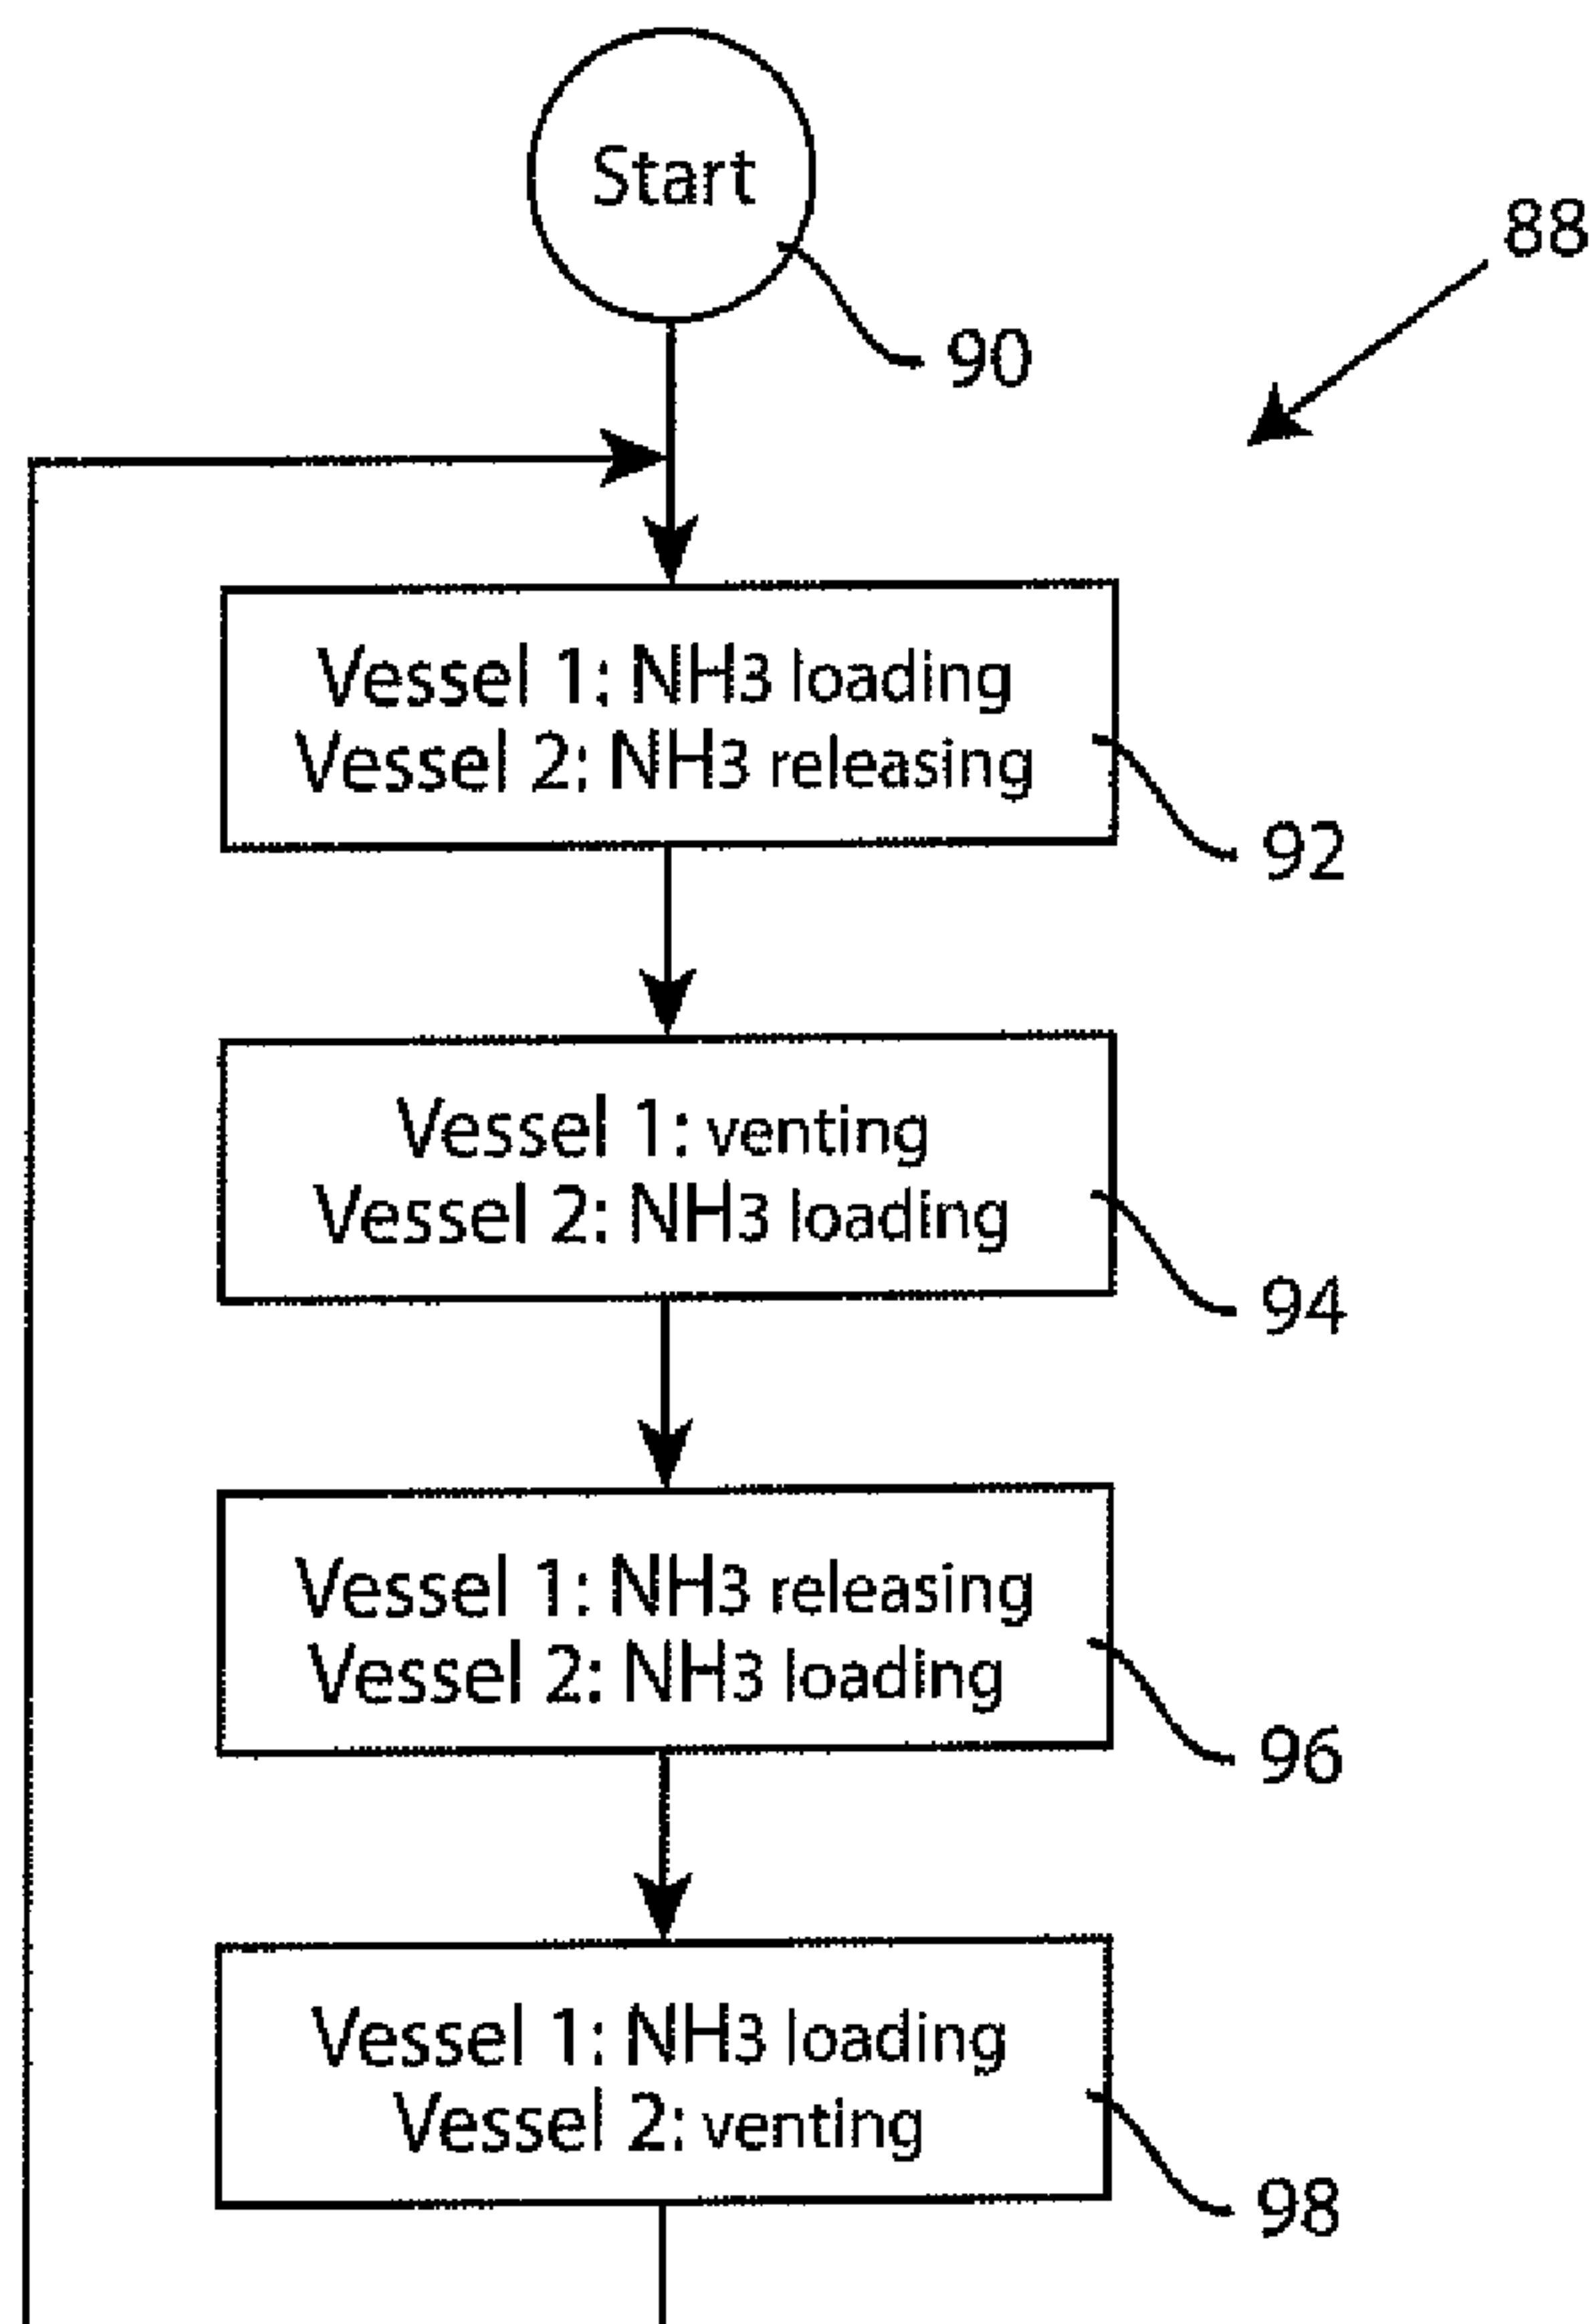 Start
88
90
Vessel 1: NH3 loading
Vessel 2: NH3 releasing
92
Vessel 1: venting
Vessel 2: NH3 loading
94
Vessel 1: NH3 releasing
Vessel 2: NH3 loading
96
Vessel 1: NH3 loading
Vessel 2: venting
98